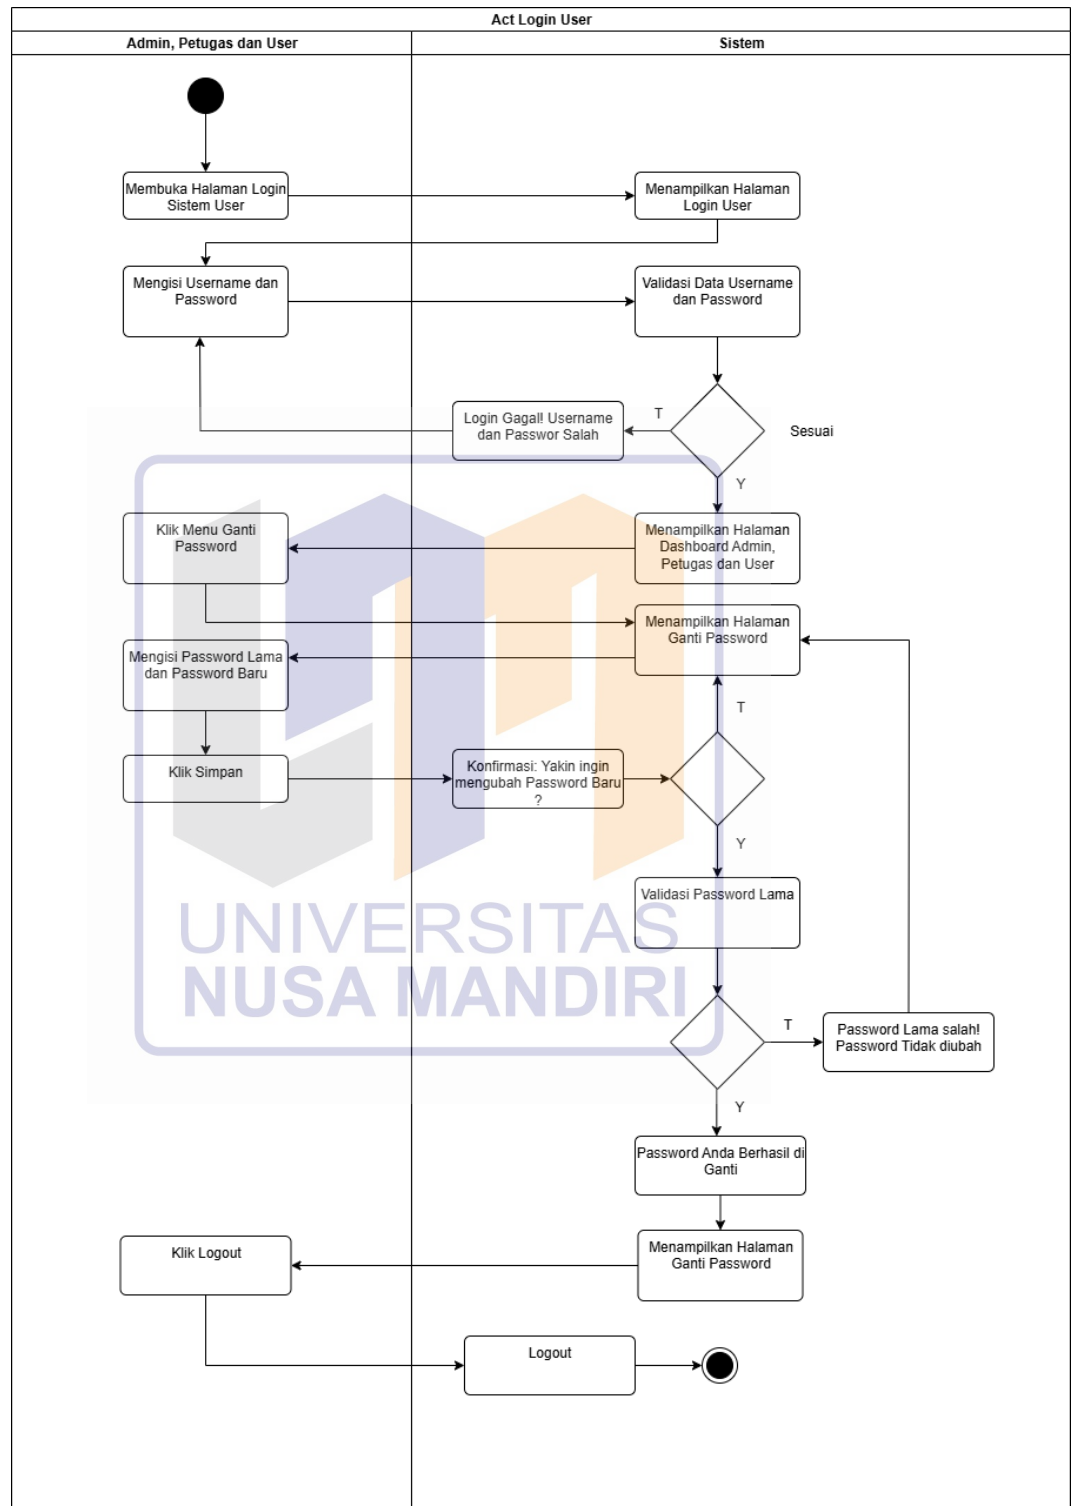 Act Login User
Admin, Petugas dan User
Sistem
Membuka Halaman Login
Sistem User
Menampilkan Halaman
Login User
Mengisi Username dan
Password
Validasi Data Username
dan Password
Login Gagal! Username
dan Passwor Salah
T
Sesuai
Y
Klik Menu Ganti
Password
Menampilkan Halaman
Dashboard Admin,
Petugas dan User
Menampilkan Halaman
Ganti Password
Mengisi Password Lama
dan Password Baru
T
Klik Simpan
Konfirmasi: Yakin ingin
mengubah Password Baru
?
Y
Validasi Password Lama
UNIVERSITAS
NUSA MANDIRI
T
Password Lama salah!
Password Tidak diubah
Y
Password Anda Berhasil di
Ganti
Menampilkan Halaman
Ganti Password
Klik Logout
Logout